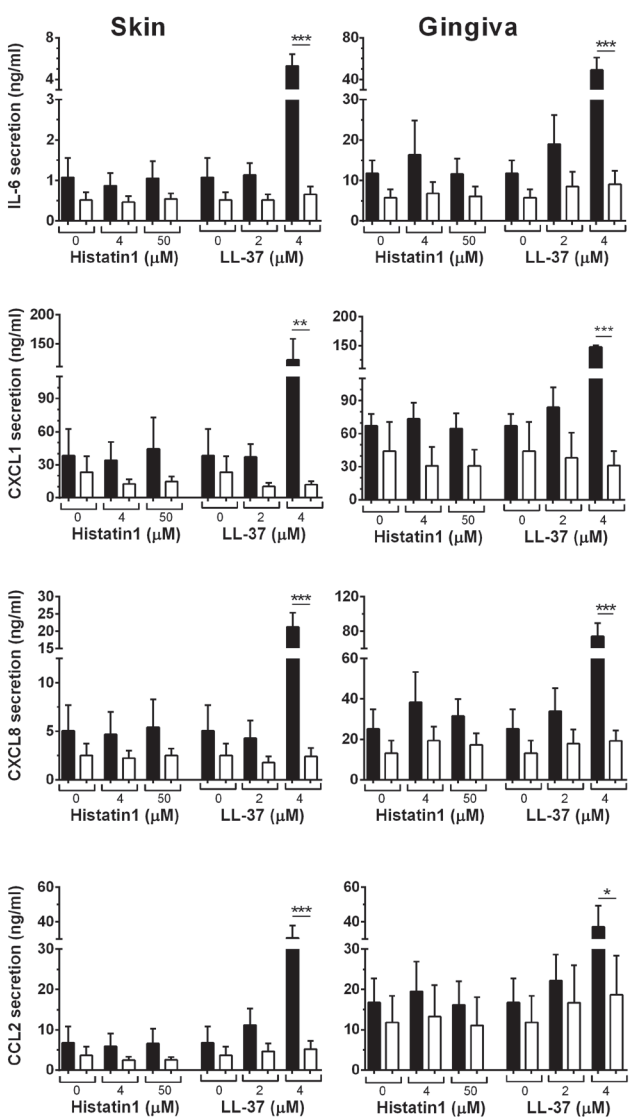 Skin Gingiva
IL-6 secretion (ng/ml)
8
6
4
3
2
1
0
***
0 4 50 0 2 4
Histatin1 (µM) LL-37 (µM)
80
60
40
30
20
10
0
***
0 4 50 0 2 4
Histatin1 (µM) LL-37 (µM)
CXCL1 secretion (ng/ml)
200
150
90
60
30
0
**
0 4 50 0 2 4
Histatin1 (µM) LL-37 (µM)
200
150
90
60
30
0
***
0 4 50 0 2 4
Histatin1 (µM) LL-37 (µM)
CXCL8 secretion (ng/ml)
30
25
20
15
10
5
0
***
0 4 50 0 2 4
Histatin1 (µM) LL-37 (µM)
120
80
60
40
20
0
***
0 4 50 0 2 4
Histatin1 (µM) LL-37 (µM)
CCL2 secretion (ng/ml)
60
40
30
20
10
0
***
0 4 50 0 2 4
Histatin1 (µM) LL-37 (µM)
60
40
30
20
10
0
*
0 4 50 0 2 4
Histatin1 (µM) LL-37 (µM)